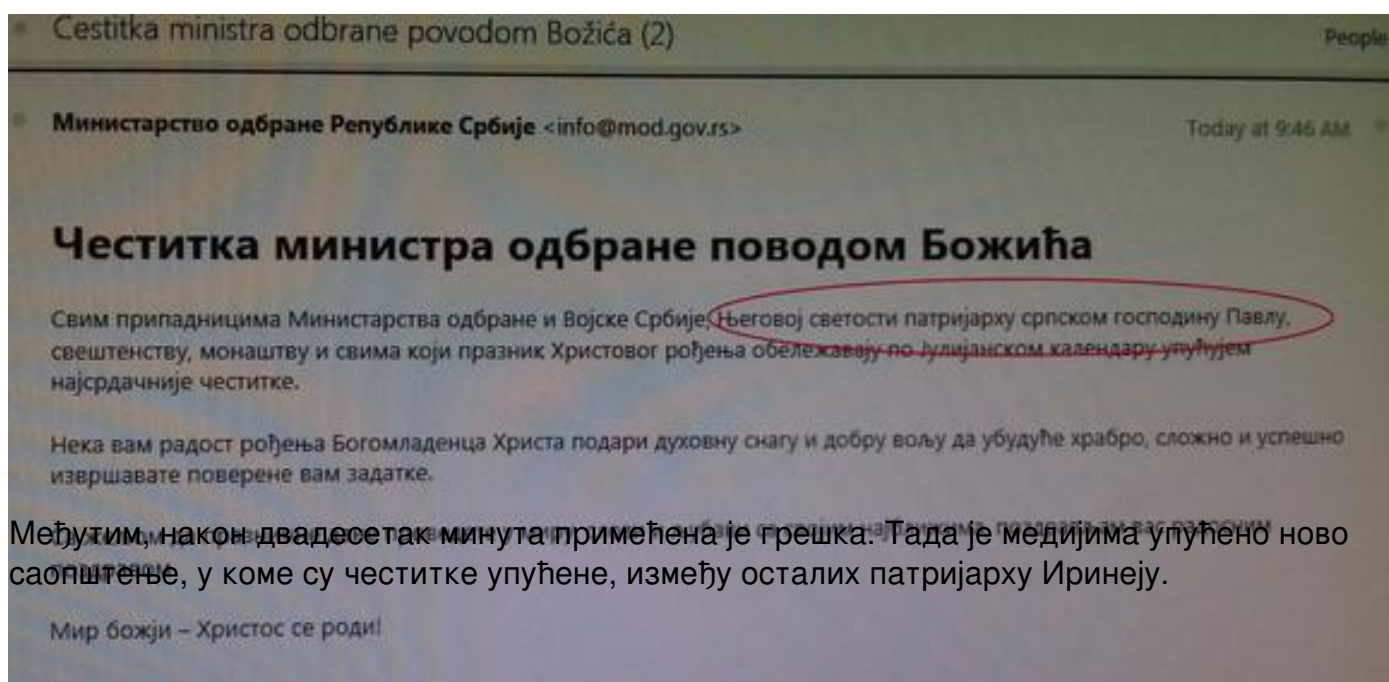 Cestitka ministra odbrane povodom Božića (2)
People
Министарство одбране Републике Србије <info@mod.gov.rs>
Today at 9:46 AM
Честитка министра одбране поводом Божића
Свим припадницима Министарства одбране и Војске Србије, Његовој светости патријарху српском господину Павлу,
свештенству, монаштву и свима који празник Христовог рођења обележавају по Јулијанском календару упућујем
најсрдачније честитке.
Нека вам радост рођења Богомладенца Христа подари духовну снагу и добру вољу да убудуће храбро, сложно и успешно
извршавате поверене вам задатке.
Међутим, након двадесетак минута примећена је грешка. Тада је медијима упућено ново
саопштење, у коме су честитке упућене, између осталих патријарху Иринеју.
Мир божји – Христос се роди!